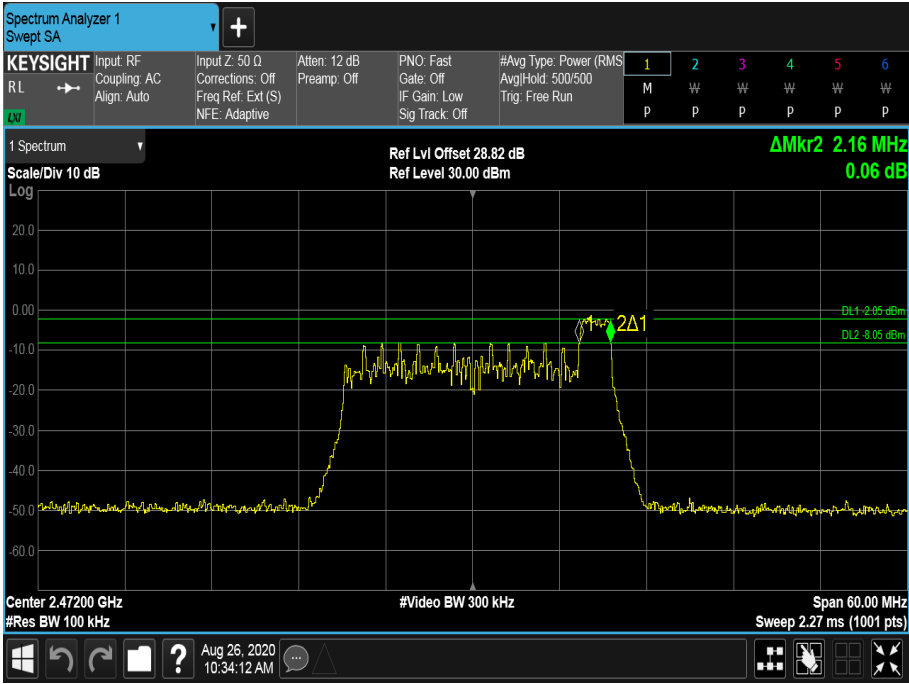 Spectrum Analyzer 1
Swept SA
+
KEYSIGHT
RL
LXI
Input: RF
Coupling: AC
Align: Auto
Input Z: 50 Ω
Corrections: Off
Freq Ref: Ext (S)
NFE: Adaptive
Atten: 12 dB
Preamp: Off
PNO: Fast
Gate: Off
IF Gain: Low
Sig Track: Off
#Avg Type: Power (RMS
Avg|Hold: 500/500
Trig: Free Run
1 2 3 4 5 6
M W W W W W
P P P P P P
1 Spectrum
Scale/Div 10 dB
Ref Lvl Offset 28.82 dB
Ref Level 30.00 dBm
ΔMkr2 2.16 MHz
0.06 dB
Log
20.0
10.0
0.00
DL1 -2.05 dBm
1
2Δ1
DL2 -8.05 dBm
-10.0
-20.0
-30.0
-40.0
-50.0
-60.0
Center 2.47200 GHz
#Video BW 300 kHz
Span 60.00 MHz
#Res BW 100 kHz
Sweep 2.27 ms (1001 pts)
?
Aug 26, 2020
10:34:12 AM